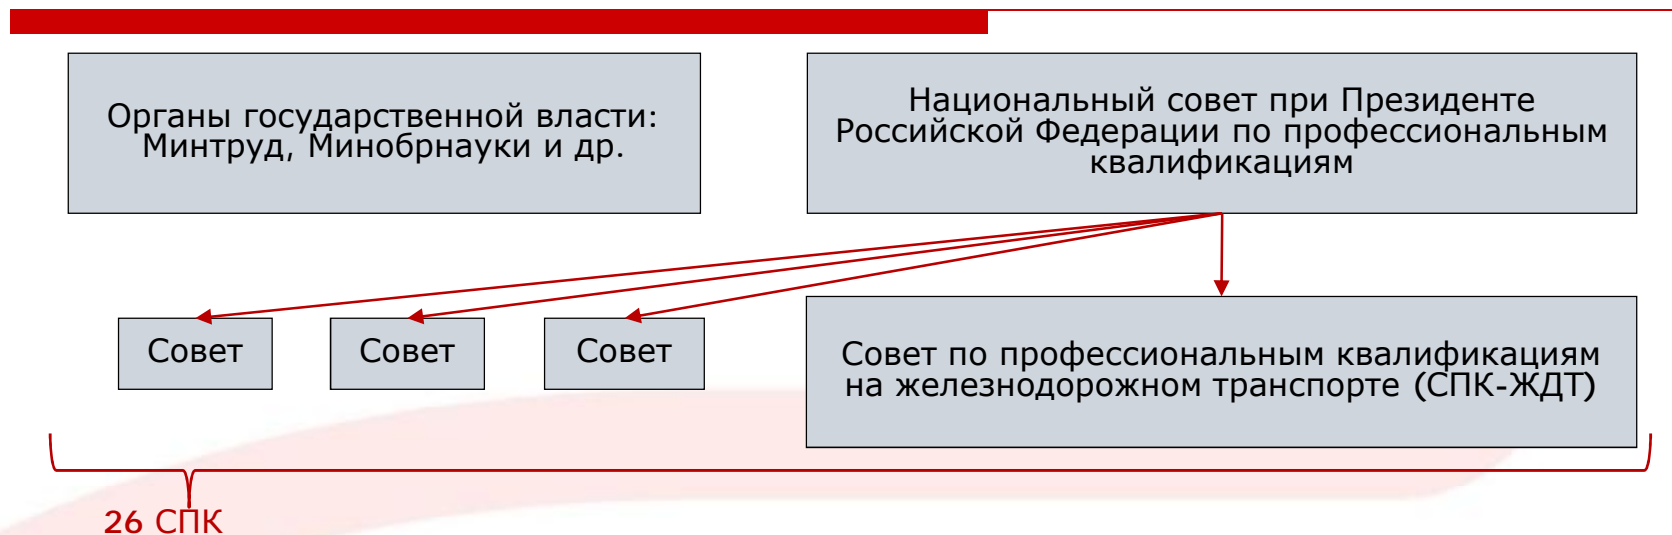 Органы государственной власти:
Минтруд, Минобрнауки и др.
Национальный совет при Президенте
Российской Федерации по профессиональным
квалификациям
Совет
Совет
Совет
Совет по профессиональным квалификациям
на железнодорожном транспорте (СПК-ЖДТ)
26 СПК